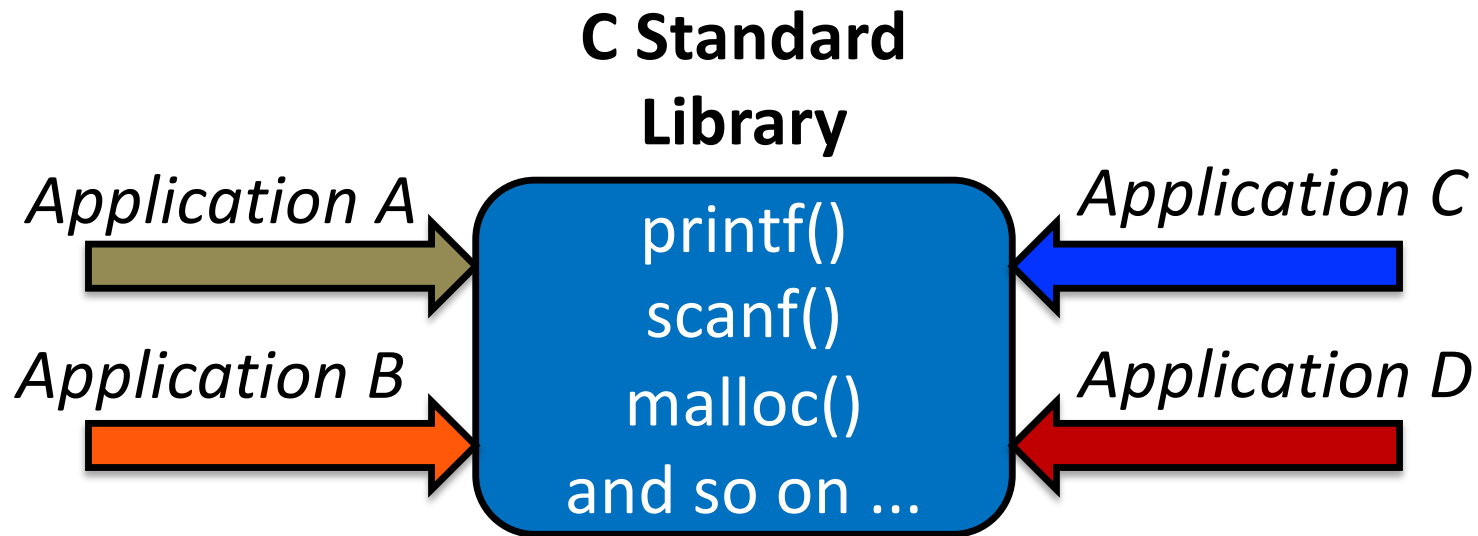 C Standard
Library
Application A
Application B
printf()
scanf()
malloc()
and so on ...
Application C
Application D